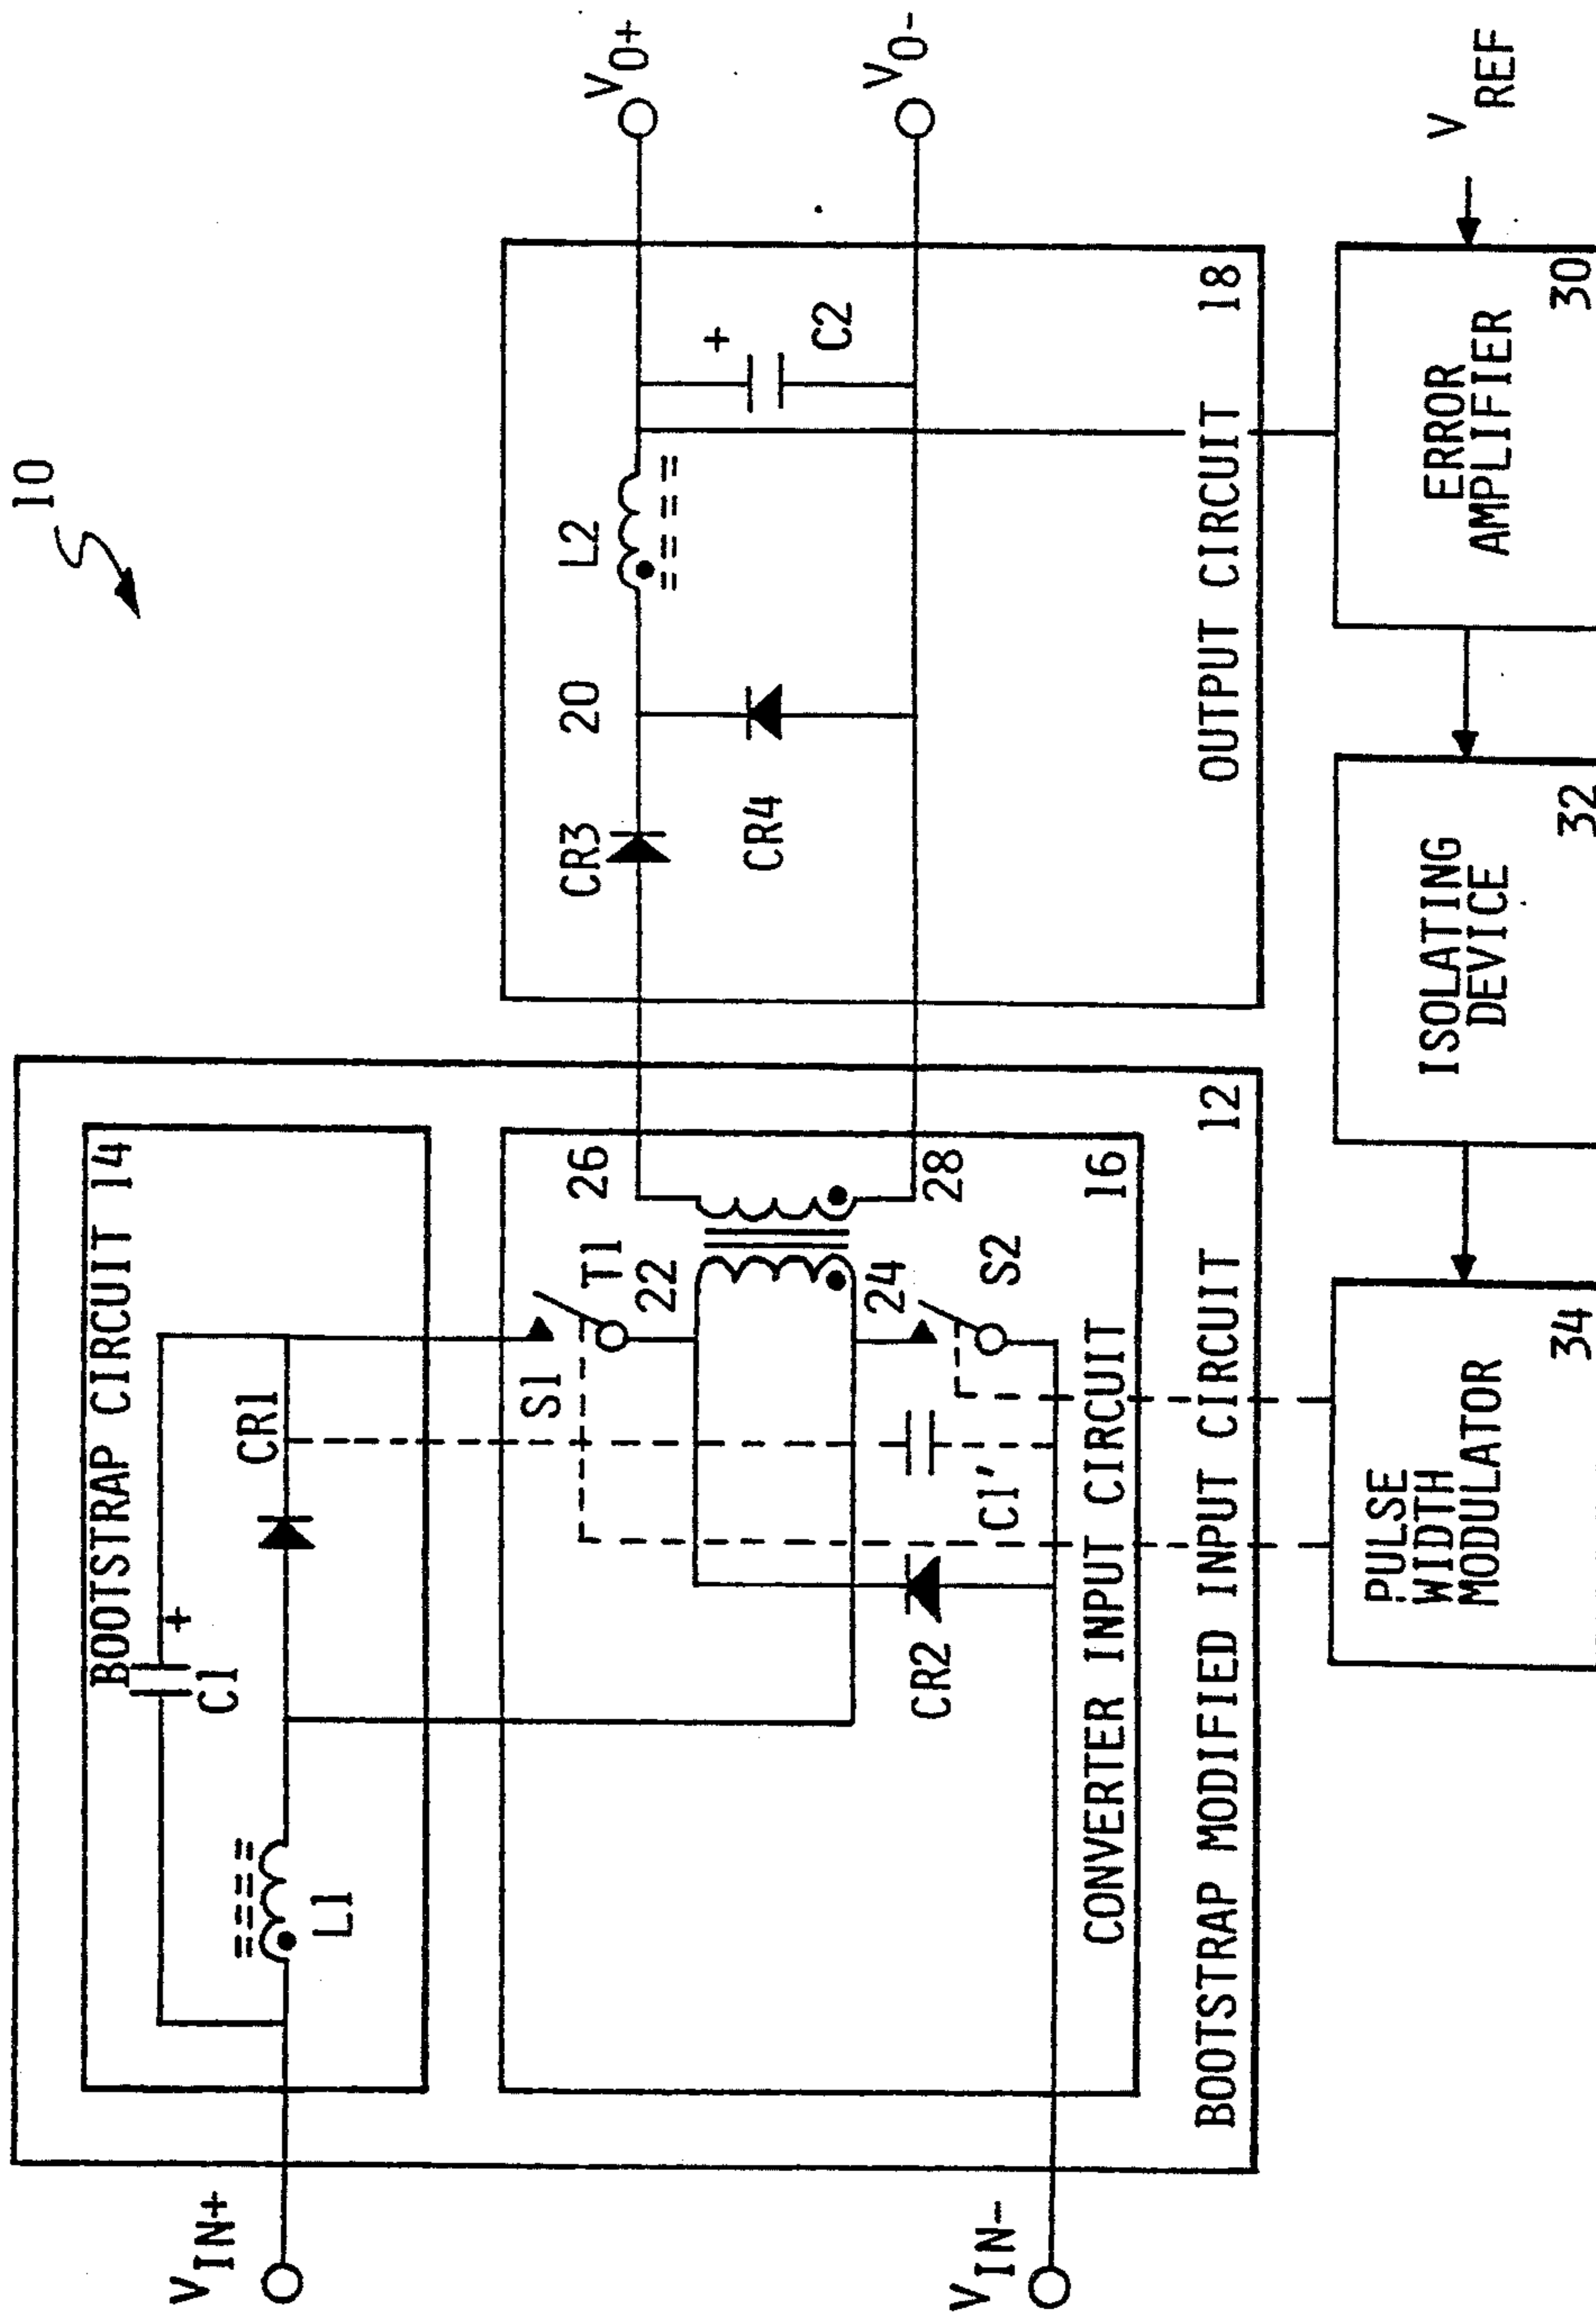 10
BOOTSTRAP CIRCUIT 14
C1
+
CR1
L1
VIN+
VIN-
S1
T1
22
26
24
28
S2
C1'
CR2
16
CONVERTER INPUT CIRCUIT
BOOTSTRAP MODIFIED INPUT CIRCUIT 12
CR3
20
L2
CR4
+
C2
VO+
VO-
OUTPUT CIRCUIT 18
PULSE
WIDTH
MODULATOR
34
ISOLATING
DEVICE
32
ERROR
AMPLIFIER
30
VREF